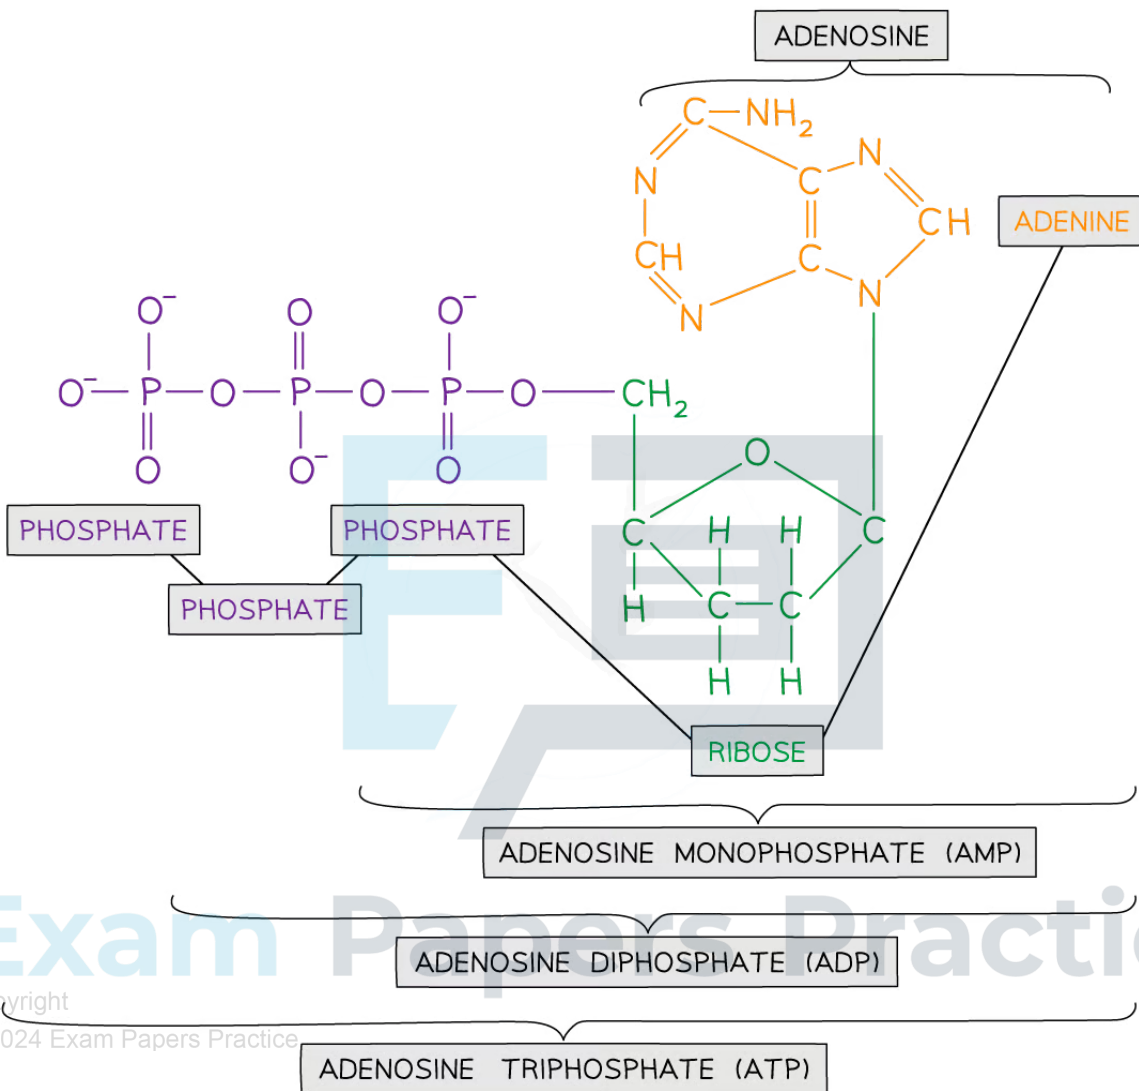 ADENOSINE
C NH2
N
N
C
ADENINE
CH
CH
C
N
N
O⁻ O O⁻
O⁻ P O P O P O CH2
O O⁻ O
O
PHOSPHATE
PHOSPHATE
PHOSPHATE
C H H C
H C C
H H
RIBOSE
ADENOSINE MONOPHOSPHATE (AMP)
Exam Papers Practic
ADENOSINE DIPHOSPHATE (ADP)
pyright
024 Exam Papers Practice
ADENOSINE TRIPHOSPHATE (ATP)